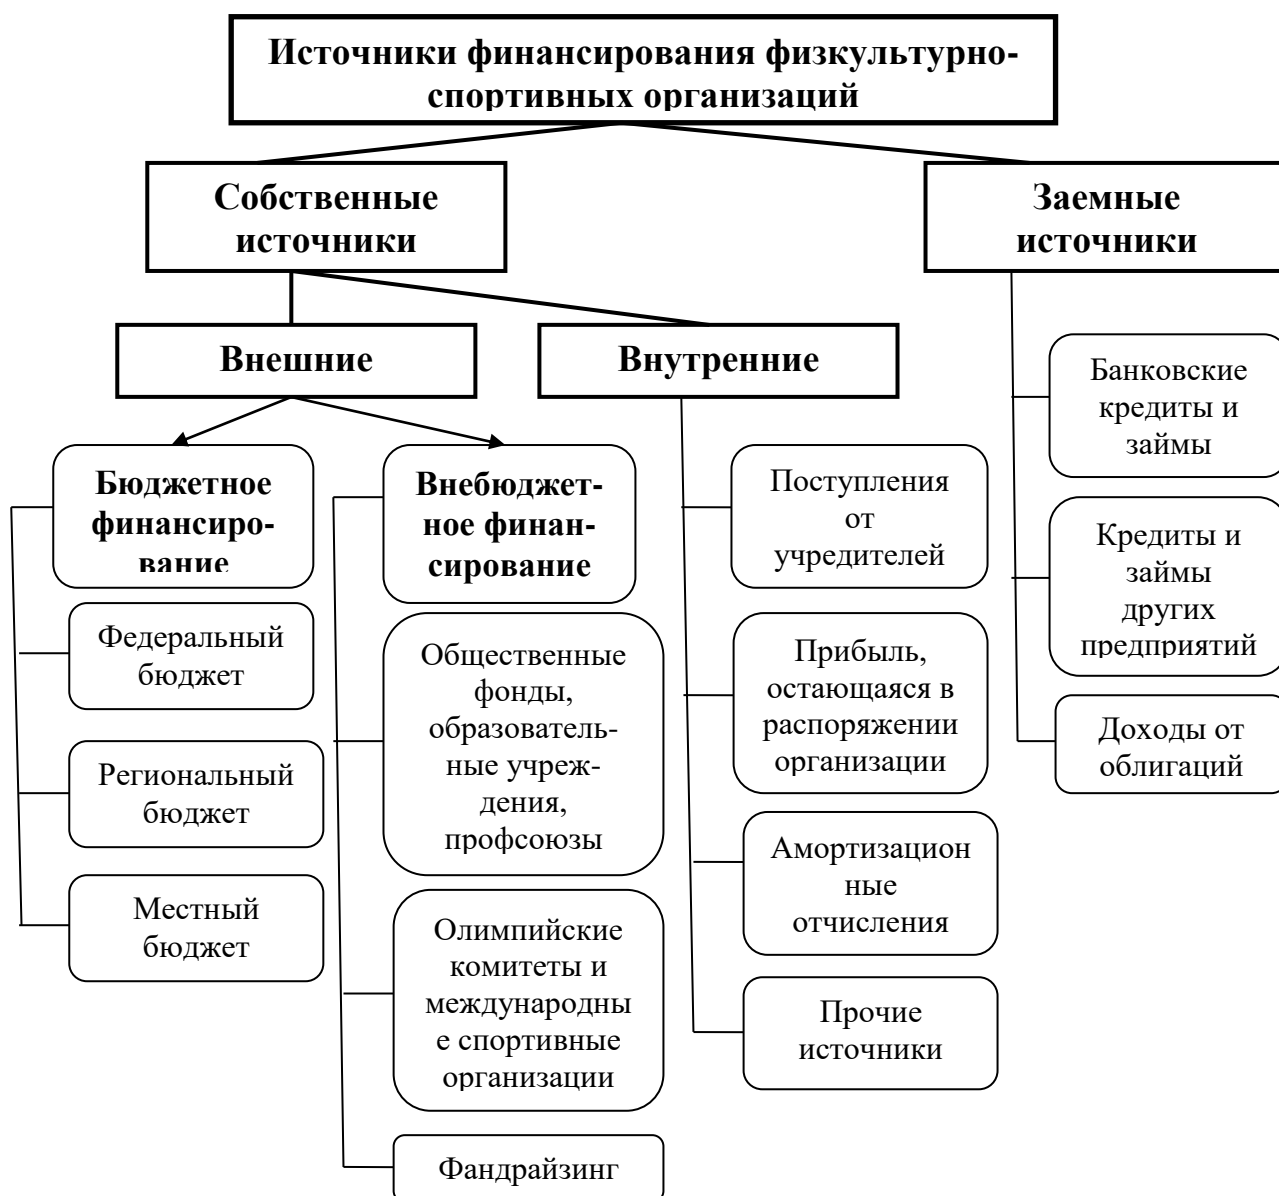 Источники финансирования физкультурно-
спортивных организаций
Собственные
источники
Заемные
источники
Внешние
Внутренние
Бюджетное
финансиро-
вание
Федеральный
бюджет
Региональный
бюджет
Местный
бюджет
Внебюджет-
ное финан-
сирование
Общественные
фонды,
образователь-
ные учреж-
дения,
профсоюзы
Олимпийские
комитеты и
международны
е спортивные
организации
Фандрайзинг
Поступления
от
учредителей
Прибыль,
остающаяся в
распоряжении
организации
Амортизацион
ные
отчисления
Прочие
источники
Банковские
кредиты и
займы
Кредиты и
займы
других
предприятий
Доходы от
облигаций